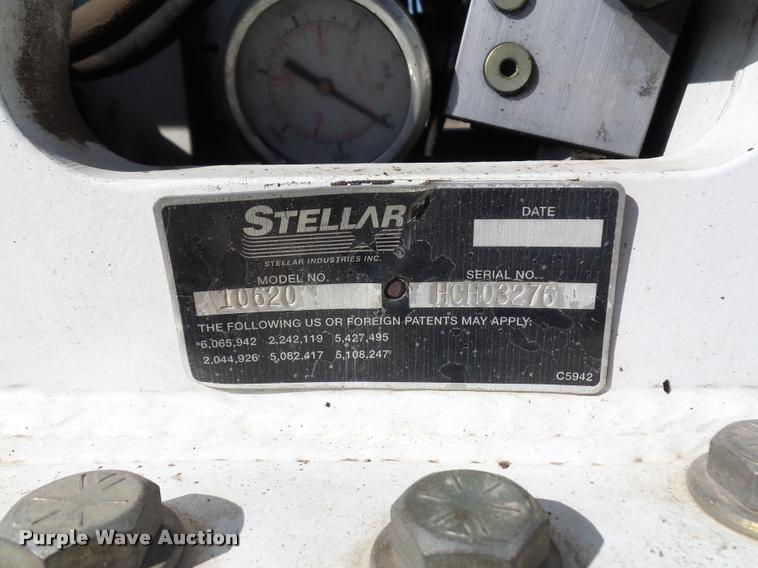 STELLAR
STELLAR INDUSTRIES INC.
DATE
MODEL NO.
SERIAL NO.
10620
HCH03276
THE FOLLOWING US OR FOREIGN PATENTS MAY APPLY:
6,065,942 2,242,119 5,427,495
2,044,926 5,082,417 5,108,247
C5942
Purple Wave Auction